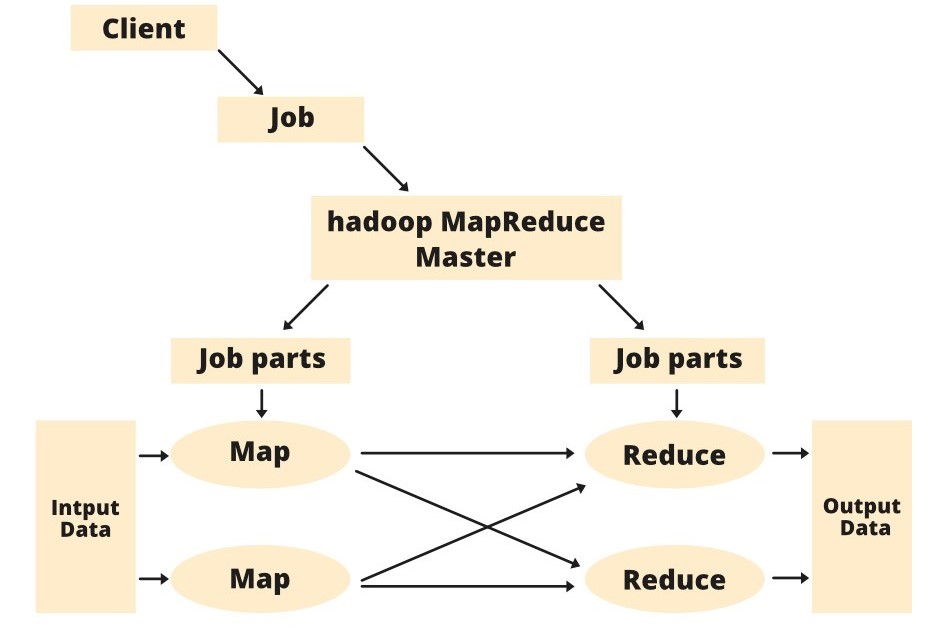 Client
Job
hadoop MapReduce
Master
Job parts
Job parts
Map
Reduce
Intput
Data
Output
Data
Map
Reduce